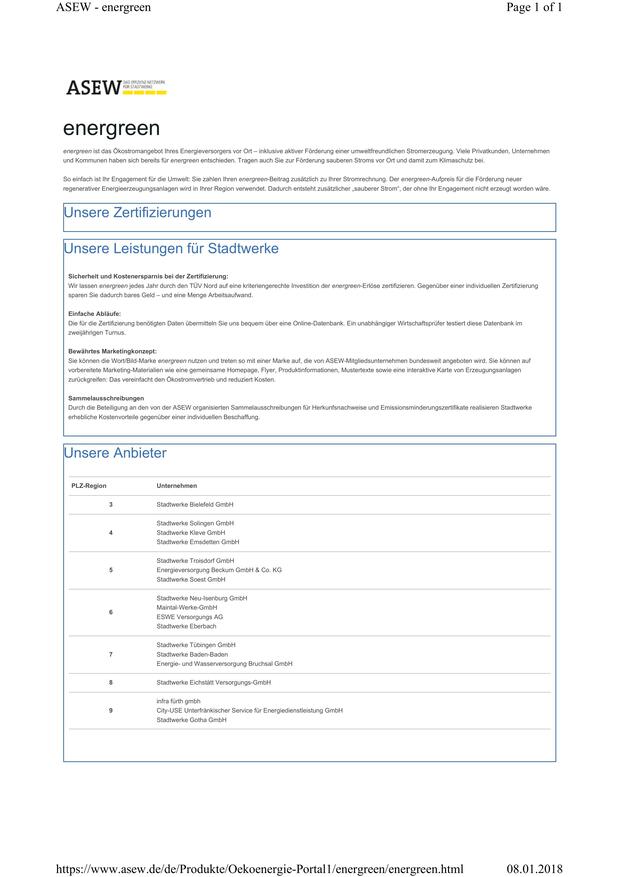 ASEW - energreen
Page 1 of 1
ASEW DAS EFFIZIENZ-NETZWERK
FÜR STADTWERKE
energreen
energreen ist das Ökostromangebot Ihres Energieversorgers vor Ort – inklusive aktiver Förderung einer umweltfreundlichen Stromerzeugung. Viele Privatkunden, Unternehmen
und Kommunen haben sich bereits für energreen entschieden. Tragen auch Sie zur Förderung sauberen Stroms vor Ort und damit zum Klimaschutz bei.
So einfach ist Ihr Engagement für die Umwelt: Sie zahlen Ihren energreen-Beitrag zusätzlich zu Ihrer Stromrechnung. Der energreen-Aufpreis für die Förderung neuer
regenerativer Energieerzeugungsanlagen wird in Ihrer Region verwendet. Dadurch entsteht zusätzlicher „sauberer Strom“, der ohne Ihr Engagement nicht erzeugt worden wäre.
Unsere Zertifizierungen
Unsere Leistungen für Stadtwerke
Sicherheit und Kostenersparnis bei der Zertifizierung:
Wir lassen energreen jedes Jahr durch den TÜV Nord auf eine kriteriengerechte Investition der energreen-Erlöse zertifizieren. Gegenüber einer individuellen Zertifizierung
sparen Sie dadurch bares Geld – und eine Menge Arbeitsaufwand.
Einfache Abläufe:
Die für die Zertifizierung benötigten Daten übermitteln Sie uns bequem über eine Online-Datenbank. Ein unabhängiger Wirtschaftsprüfer testiert diese Datenbank im
zweijährigen Turnus.
Bewährtes Marketingkonzept:
Sie können die Wort/Bild-Marke energreen nutzen und treten so mit einer Marke auf, die von ASEW-Mitgliedsunternehmen bundesweit angeboten wird. Sie können auf
vorbereitete Marketing-Materialien wie eine gemeinsame Homepage, Flyer, Produktinformationen, Mustertexte sowie eine interaktive Karte von Erzeugungsanlagen
zurückgreifen: Das vereinfacht den Ökostromvertrieb und reduziert Kosten.
Sammelausschreibungen
Durch die Beteiligung an den von der ASEW organisierten Sammelausschreibungen für Herkunfsnachweise und Emissionsminderungszertifikate realisieren Stadtwerke
erhebliche Kostenvorteile gegenüber einer individuellen Beschaffung.
Unsere Anbieter
PLZ-Region Unternehmen
3 Stadtwerke Bielefeld GmbH
Stadtwerke Solingen GmbH
4 Stadtwerke Kleve GmbH
Stadtwerke Emsdetten GmbH
Stadtwerke Troisdorf GmbH
5 Energieversorgung Beckum GmbH & Co. KG
Stadtwerke Soest GmbH
Stadtwerke Neu-Isenburg GmbH
Maintal-Werke-GmbH
6 ESWE Versorgungs AG
Stadtwerke Eberbach
Stadtwerke Tübingen GmbH
7 Stadtwerke Baden-Baden
Energie- und Wasserversorgung Bruchsal GmbH
8 Stadtwerke Eichstätt Versorgungs-GmbH
infra fürth gmbh
9 City-USE Unterfränkischer Service für Energiedienstleistung GmbH
Stadtwerke Gotha GmbH
https://www.asew.de/de/Produkte/Oekoenergie-Portal1/energreen/energreen.html
08.01.2018